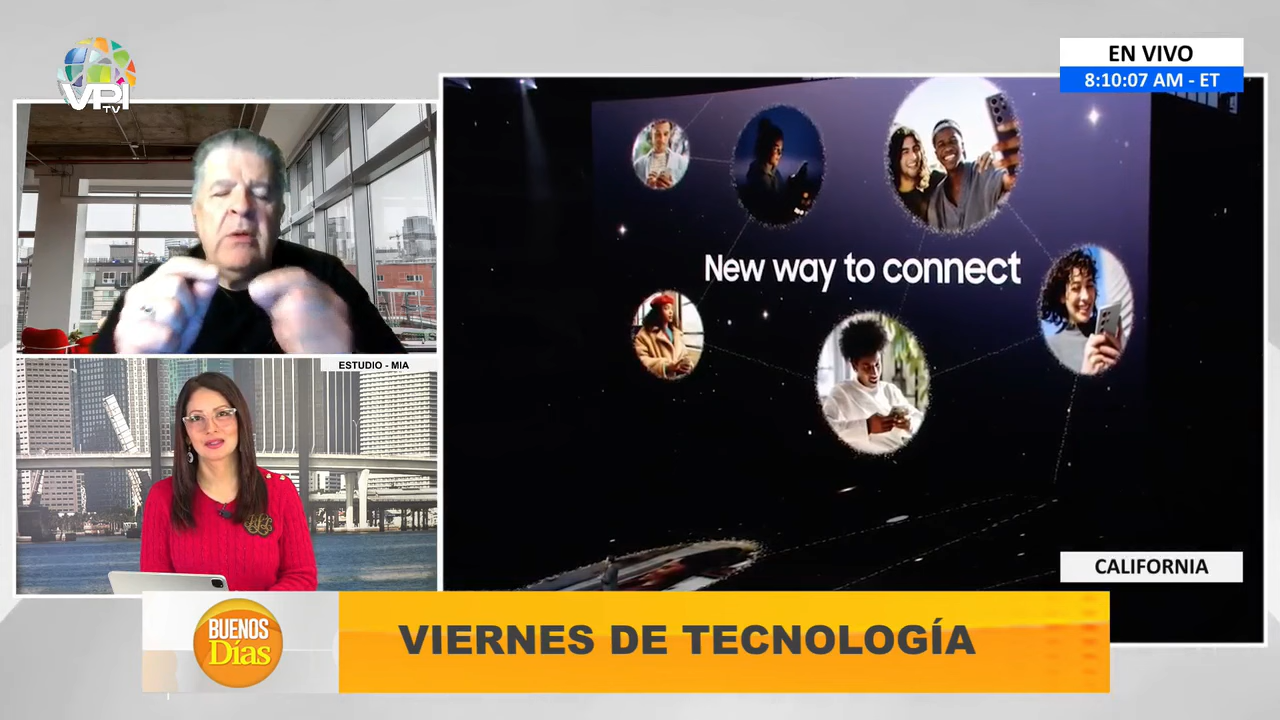 VPI
TV
EN VIVO
8:10:07 AM - ET
New way to connect
ESTUDIO - MIA
CALIFORNIA
BUENOS
Días
VIERNES DE TECNOLOGÍA